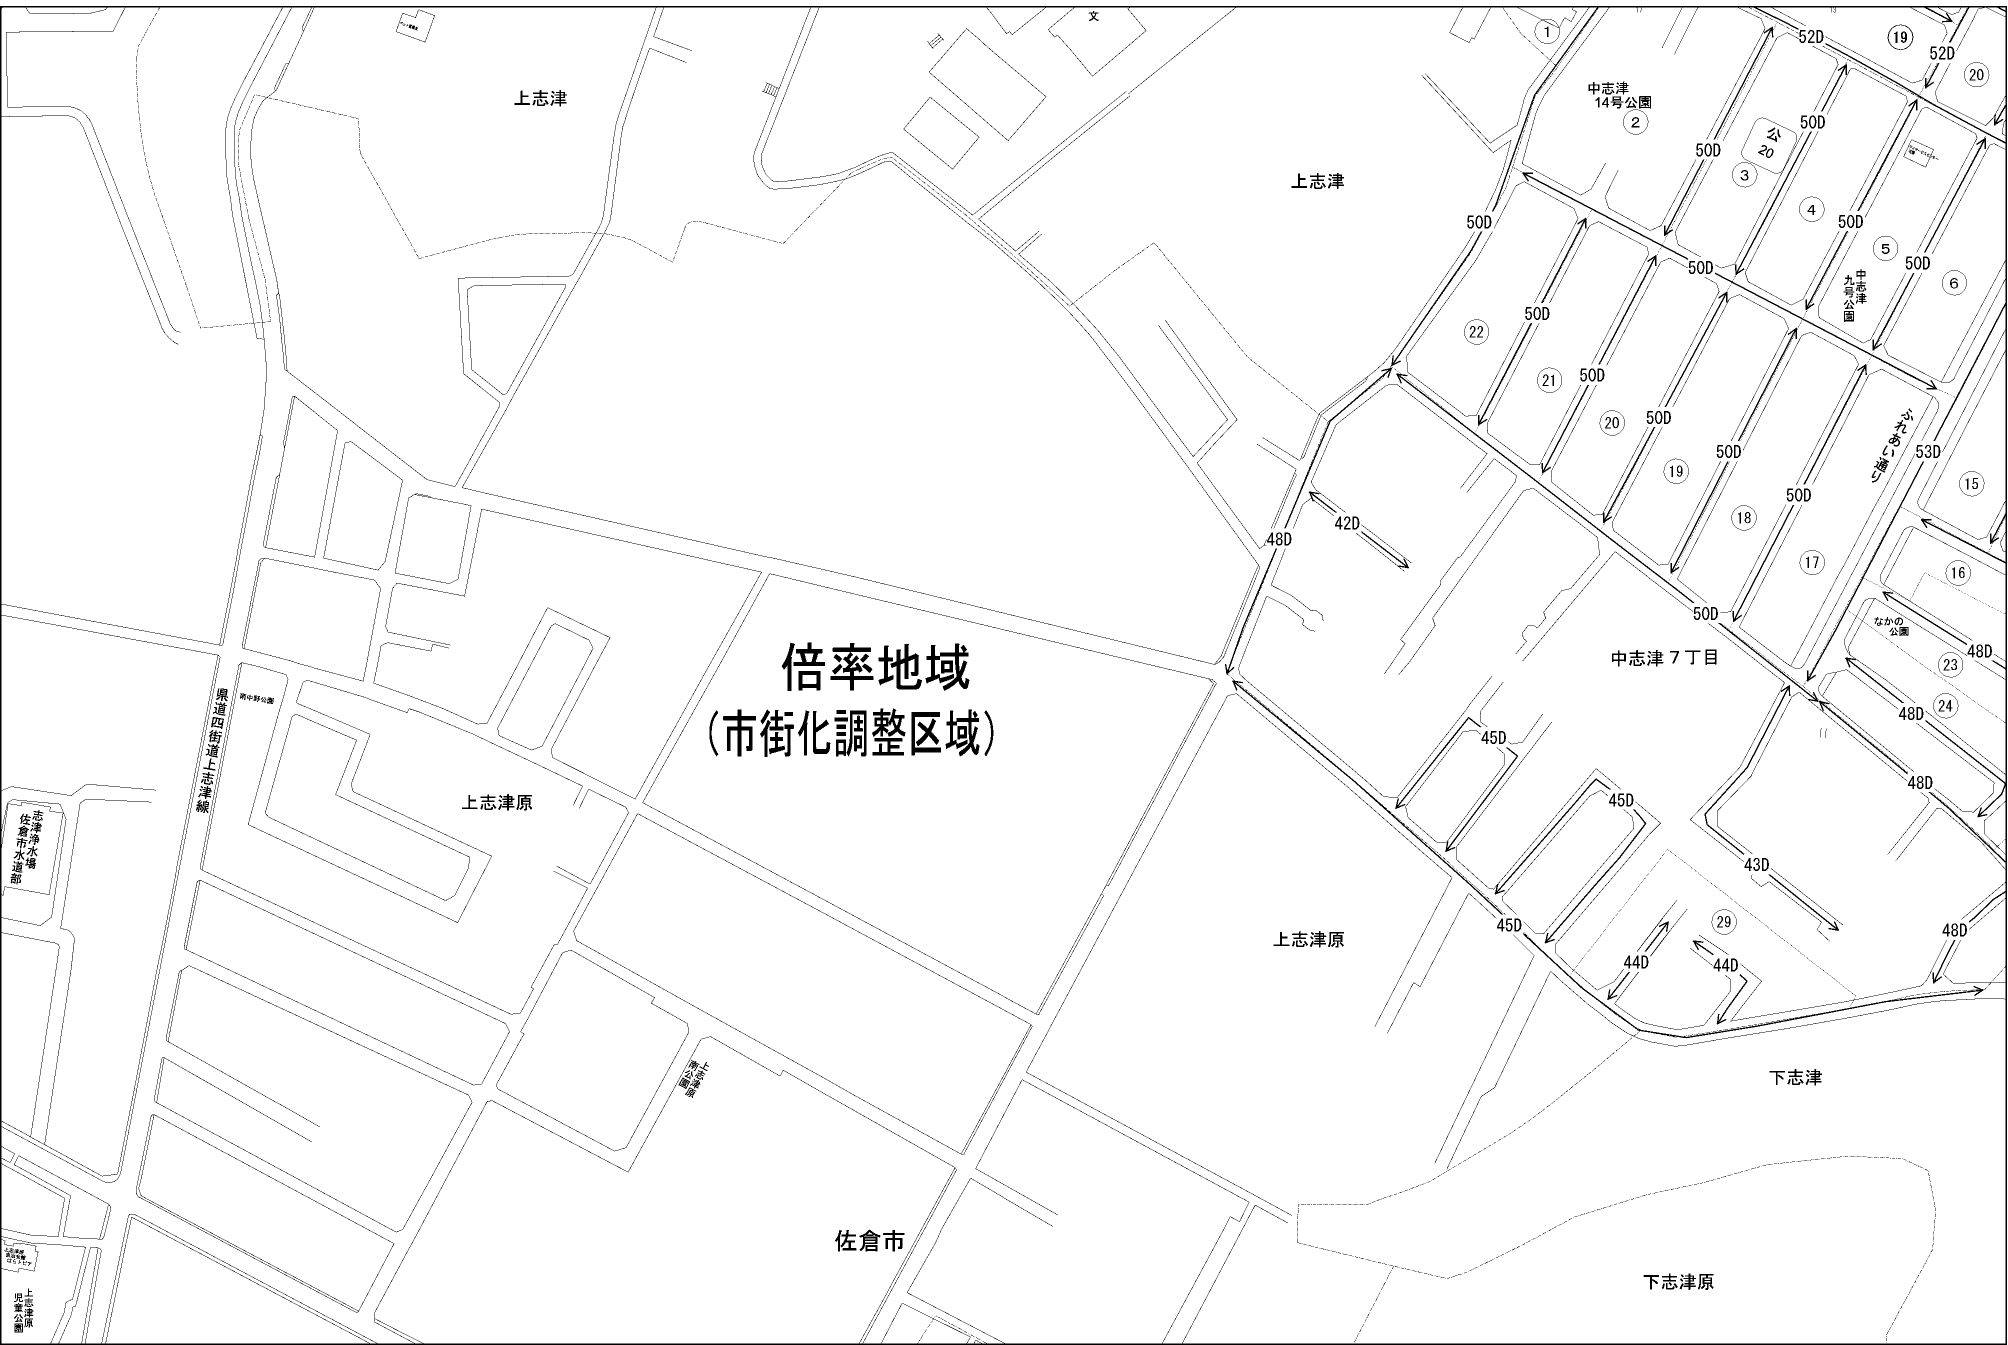 文
①
52D
⑲
52D
⑳
上志津
中志津
14号公園
②
50D
公
20
50D
③
上志津
④
50D
50D
⑤
50D
50D
⑥
中志津
九号公園
50D
㉒
50D
㉑
50D
⑳
50D
ふれあい通り
53D
50D
⑲
⑮
50D
⑱
42D
48D
⑰
⑯
50D
なかの
公園
48D
㉓
中志津７丁目
倍率地域
(市街化調整区域)
県道四街道上志津線
南中野公園
㉔
48D
45D
48D
上志津原
45D
志津浄水場
佐倉市水道部
43D
㉙
45D
48D
上志津原
44D
44D
上志津原
南公園
下志津
佐倉市
下志津原
上志津原
児童公園